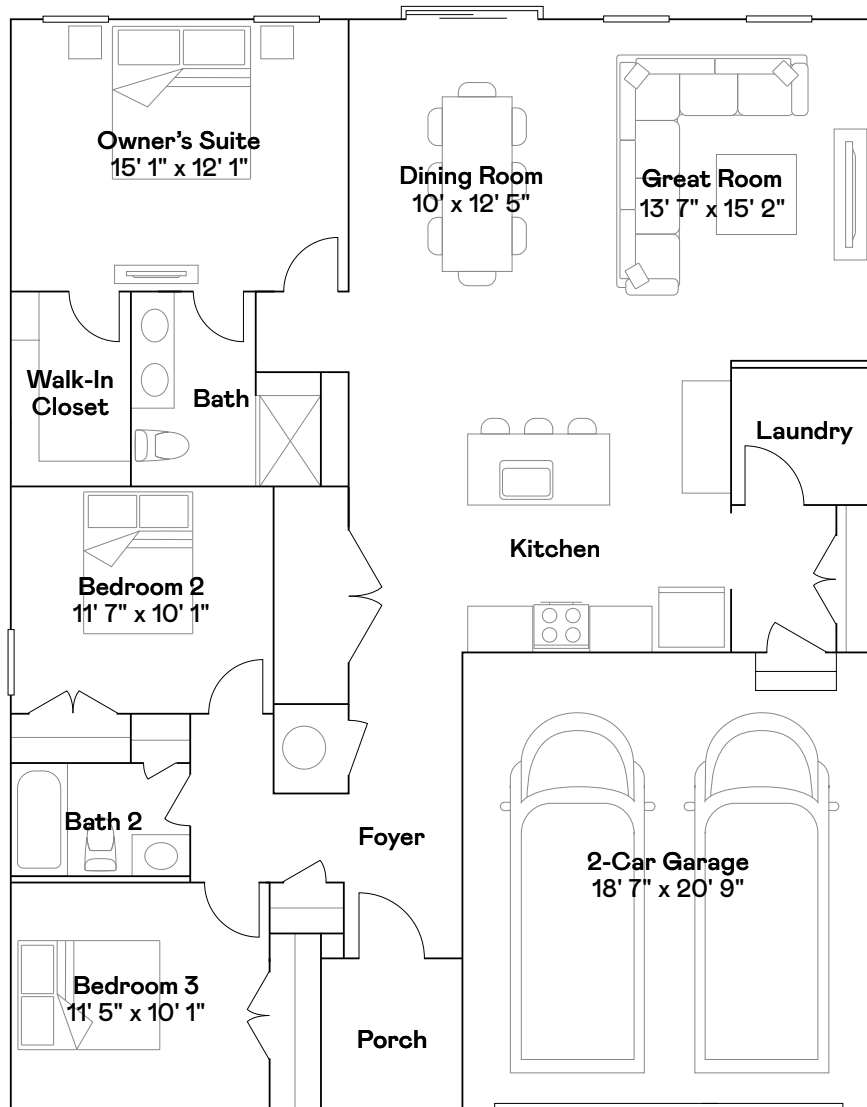 Owner's Suite
15' 1" x 12' 1"
Dining Room
10' x 12' 5"
Great Room
13' 7" x 15' 2"
Walk-In
Closet
Bath
Laundry
Kitchen
Bedroom 2
11' 7" x 10' 1"
Bath 2
Foyer
2-Car Garage
18' 7" x 20' 9"
Bedroom 3
11' 5" x 10' 1"
Porch